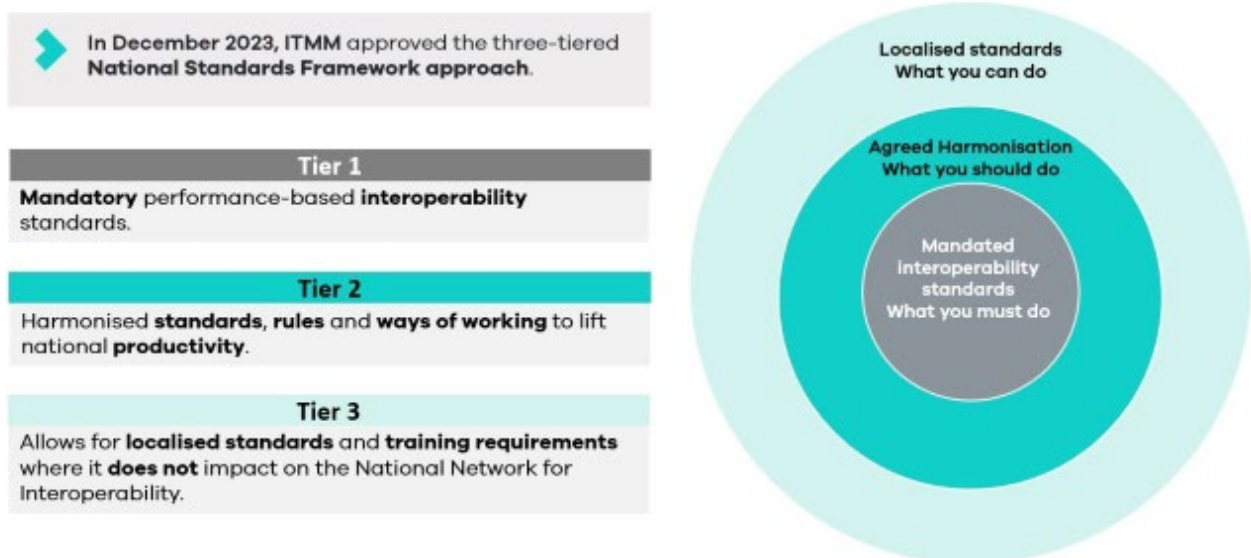 In December 2023, ITMM approved the three-tiered
National Standards Framework approach.
Tier 1
Mandatory performance-based interoperability
standards.
Tier 2
Harmonised standards, rules and ways of working to lift
national productivity.
Tier 3
Allows for localised standards and training requirements
where it does not impact on the National Network for
Interoperability.
Localised standards
What you can do
Agreed Harmonisation
What you should do
Mandated
interoperability
standards
What you must do